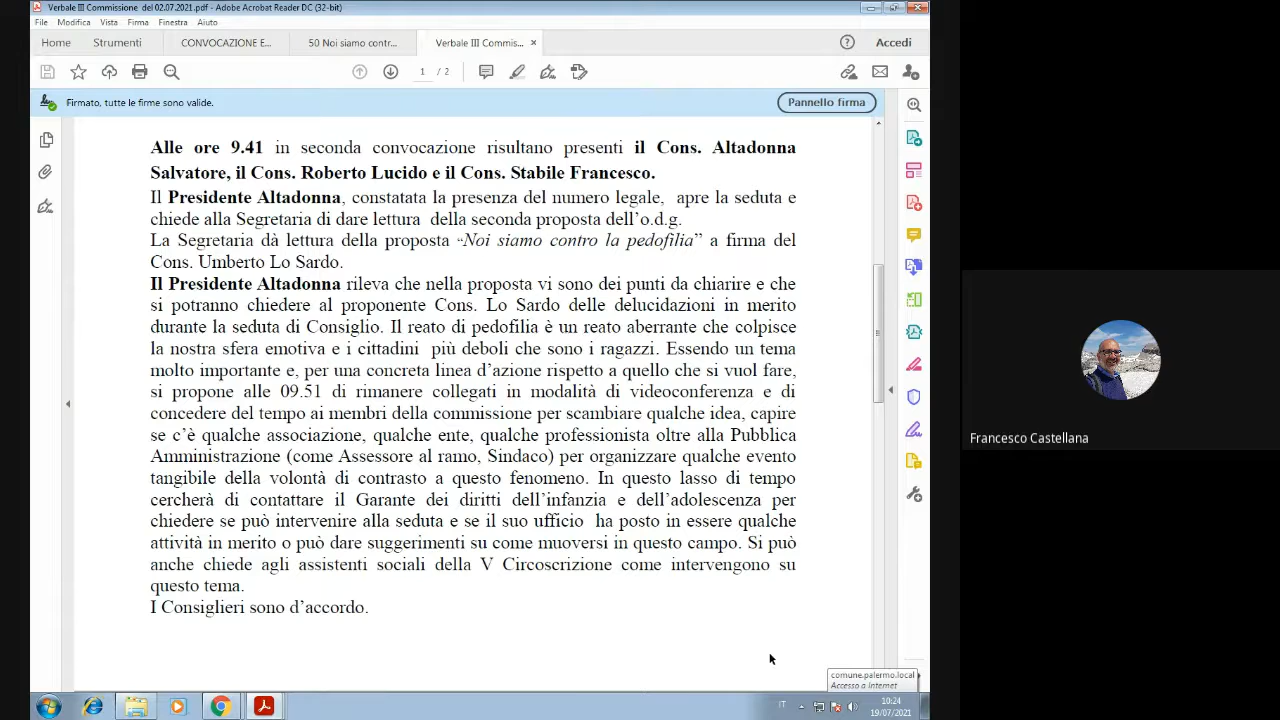 Verbale III Commissione del 02.07.2021.pdf - Adobe Acrobat Reader DC (32-bit)
File Modifica Vista Firma Finestra Aiuto
Home Strumenti CONVOCAZIONE E... 50 Noi siamo contr... Verbale III Commis... × Accedi
1 / 2
Firmato, tutte le firme sono valide. Pannello firma
Alle ore 9.41 in seconda convocazione risultano presenti il Cons. Altadonna
Salvatore, il Cons. Roberto Lucido e il Cons. Stabile Francesco.
Il Presidente Altadonna, constatata la presenza del numero legale, apre la seduta e
chiede alla Segretaria di dare lettura della seconda proposta dell'o.d.g.
La Segretaria dà lettura della proposta “Noi siamo contro la pedofilia” a firma del
Cons. Umberto Lo Sardo.
Il Presidente Altadonna rileva che nella proposta vi sono dei punti da chiarire e che
si potranno chiedere al proponente Cons. Lo Sardo delle delucidazioni in merito
durante la seduta di Consiglio. Il reato di pedofilia è un reato aberrante che colpisce
la nostra sfera emotiva e i cittadini più deboli che sono i ragazzi. Essendo un tema
molto importante e, per una concreta linea d'azione rispetto a quello che si vuol fare,
si propone alle 09.51 di rimanere collegati in modalità di videoconferenza e di
concedere del tempo ai membri della commissione per scambiare qualche idea, capire
se c'è qualche associazione, qualche ente, qualche professionista oltre alla Pubblica
Amministrazione (come Assessore al ramo, Sindaco) per organizzare qualche evento
tangibile della volontà di contrasto a questo fenomeno. In questo lasso di tempo
cercherà di contattare il Garante dei diritti dell'infanzia e dell'adolescenza per
chiedere se può intervenire alla seduta e se il suo ufficio ha posto in essere qualche
attività in merito o può dare suggerimenti su come muoversi in questo campo. Si può
anche chiede agli assistenti sociali della V Circoscrizione come intervengono su
questo tema.
I Consiglieri sono d'accordo.
Francesco Castellana
comune.palermo.local
Accesso a Internet
IT 10:24
19/07/2021